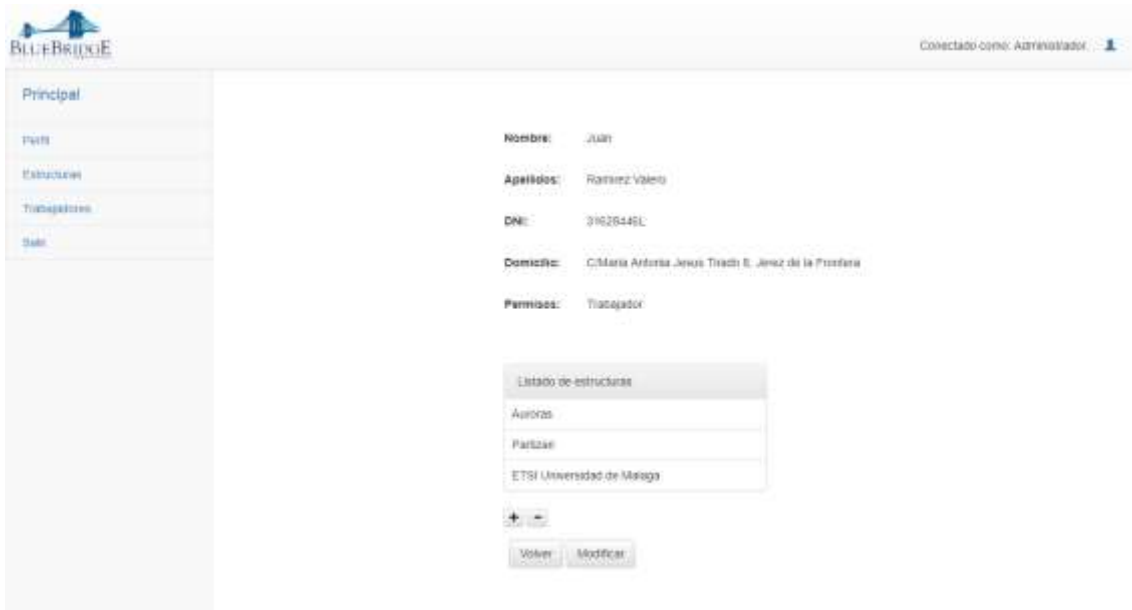 BLUEBRIDGE
Conectado como: Administrador.
Principal
Perfil
Estructuras
Trabajadores
Salir
Nombre: Juan
Apellidos: Ramirez Valero
DNI:
Domicilio: C/Maria Antonia Jesus Tirado Jerez de la Frontera
Permisos: Trabajador
Listado de estructuras
Auroras
Partizan
ETSI Universidad de Malaga
+ -
Volver Modificar